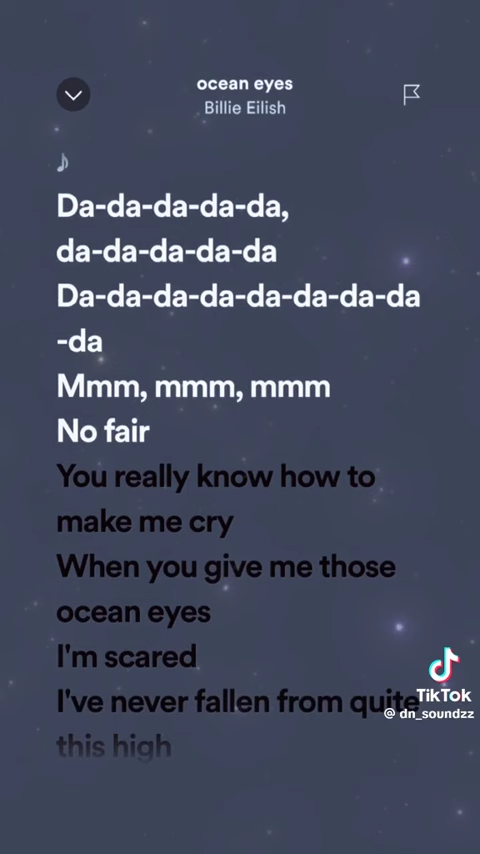 ocean eyes
Billie Eilish
Da-da-da-da-da,
da-da-da-da-da
Da-da-da-da-da-da-da-da
-da
Mmm, mmm, mmm
No fair
You really know how to
make me cry
When you give me those
ocean eyes
I'm scared
I've never fallen from quite
this high
TikTok
@ dn_soundzz